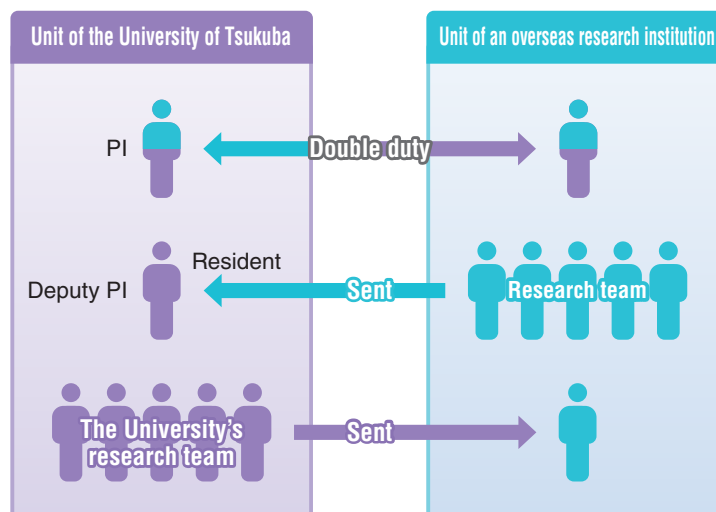 Unit of the University of Tsukuba
Unit of an overseas research institution
PI
Double duty
Resident
Deputy PI
Sent
Research team
The University's
research team
Sent